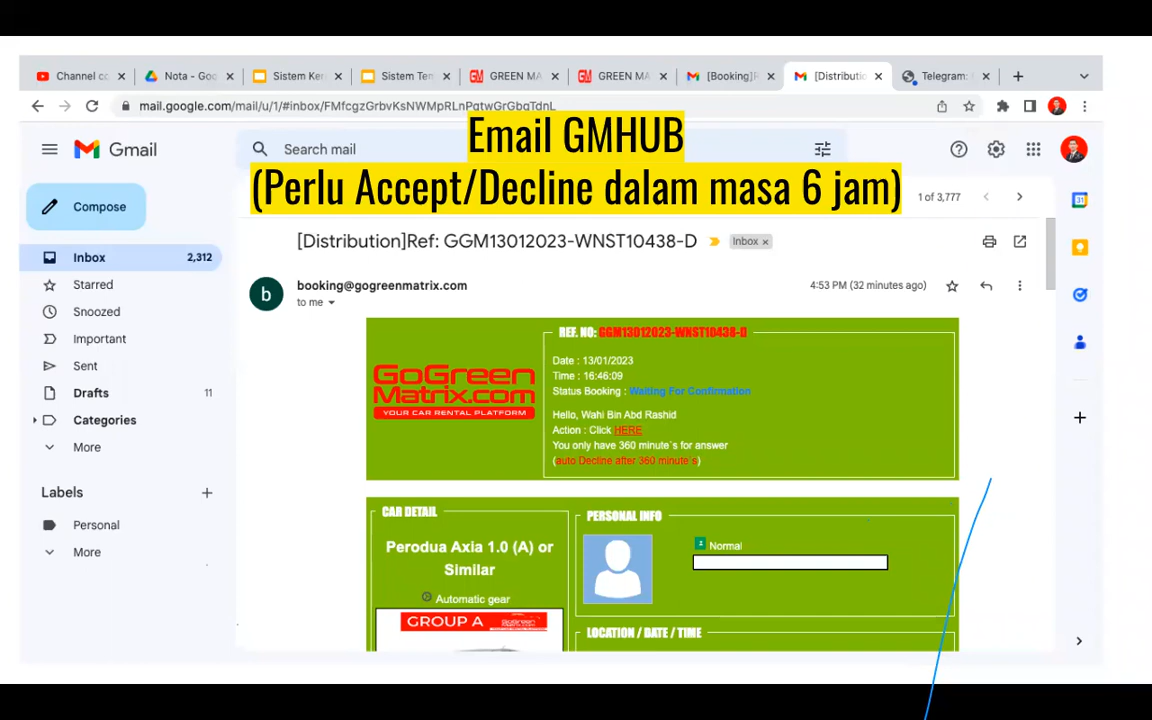 Channel co
Nota - Goo
Sistem Ker
Sistem Tem
GREEN MA
GREEN MA
[Booking]R
[Distributio
Telegram:
mail.google.com/mail/u/1/#inbox/FMfcgzGrbvKsNWMpRLnPqtwGrGbqTdnL
Gmail
Search mail
Email GMHUB
(Perlu Accept/Decline dalam masa 6 jam)
1 of 3,777
Compose
Inbox 2,312
Starred
Snoozed
Important
Sent
Drafts 11
Categories
More
Labels
Personal
More
[Distribution]Ref: GGM13012023-WNST10438-D
Inbox ×
b
booking@gogreenmatrix.com
4:53 PM (32 minutes ago)
to me
GoGreen
Matrix.com
YOUR CAR RENTAL PLATFORM
REF. NO: GGM13012023-WNST10438-D
Date : 13/01/2023
Time : 16:46:09
Status Booking : Waiting For Confirmation
Hello, Wahi Bin Abd Rashid
Action : Click HERE
You only have 360 minute`s for answer
(auto Decline after 360 minute`s)
CAR DETAIL
Perodua Axia 1.0 (A) or
Similar
Automatic gear
GROUP A
PERSONAL INFO
Normal
LOCATION / DATE / TIME